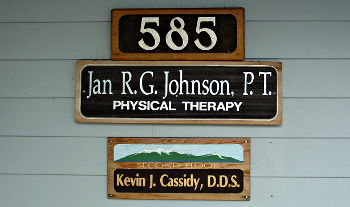 585
Jan R.G. Johnson, P.T.
PHYSICAL THERAPY
SECOND FLOOR
Kevin J. Cassidy, D.D.S.